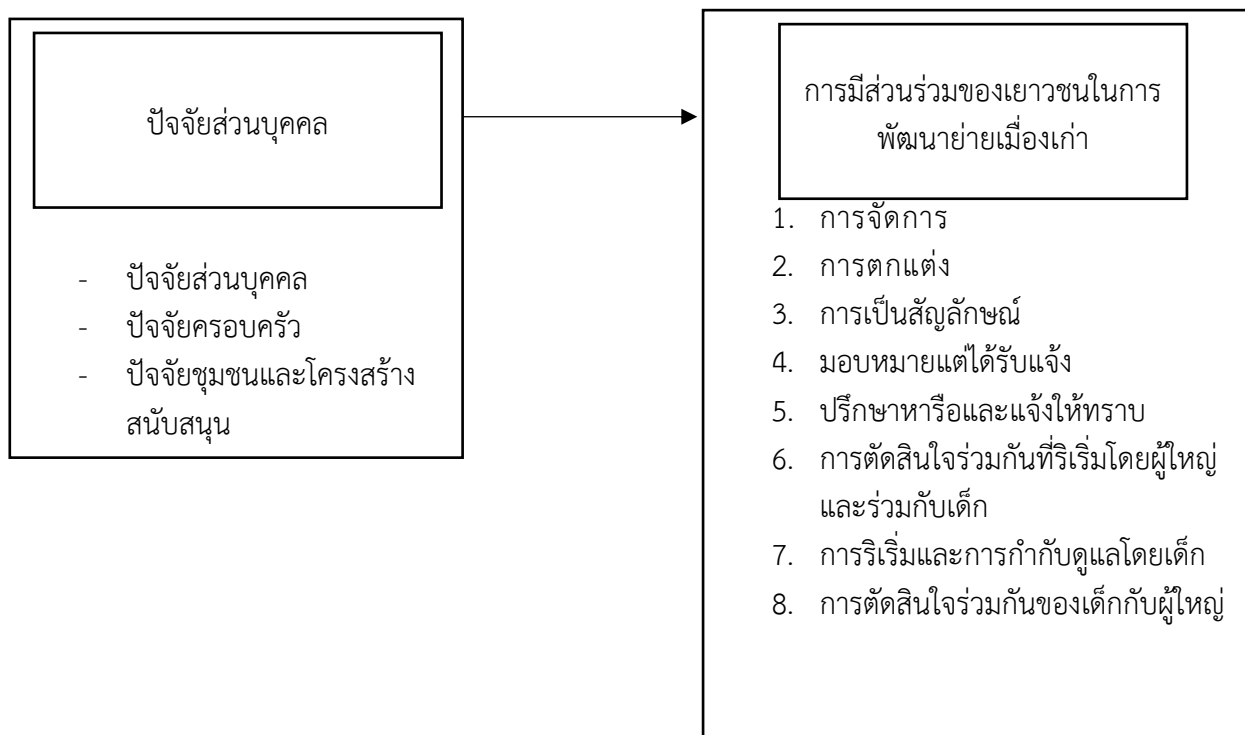 ปัจจัยส่วนบุคคล
- ปัจจัยส่วนบุคคล
- ปัจจัยครอบครัว
- ปัจจัยชุมชนและโครงสร้าง
สนับสนุน
การมีส่วนร่วมของเยาวชนในการ
พัฒนาย่ายเมื่องเก่า
1. การจัดการ
2. การตกแต่ง
3. การเป็นสัญลักษณ์
4. มอบหมายแต่ได้รับแจ้ง
5. ปรึกษาหารือและแจ้งให้ทราบ
6. การตัดสินใจร่วมกันที่ริเริ่มโดยผู้ใหญ่
และร่วมกับเด็ก
7. การริเริ่มและการกำกับดูแลโดยเด็ก
8. การตัดสินใจร่วมกันของเด็กกับผู้ใหญ่